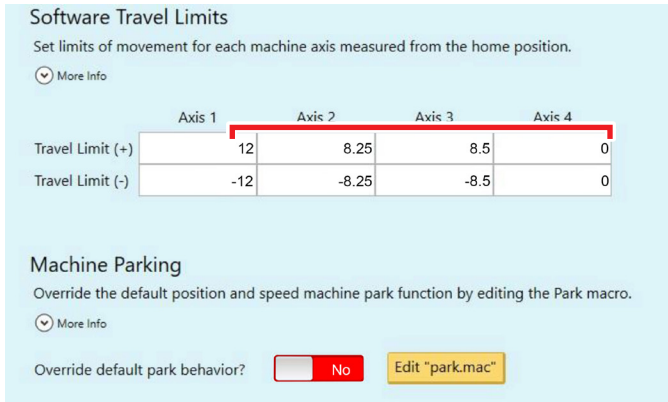 Software Travel Limits
Set limits of movement for each machine axis measured from the home position.
More Info
Axis 1 Axis 2 Axis 3 Axis 4
Travel Limit (+) 12 8.25 8.5 0
Travel Limit (-) -12 -8.25 -8.5 0
Machine Parking
Override the default position and speed machine park function by editing the Park macro.
More Info
Override default park behavior? No Edit "park.mac"